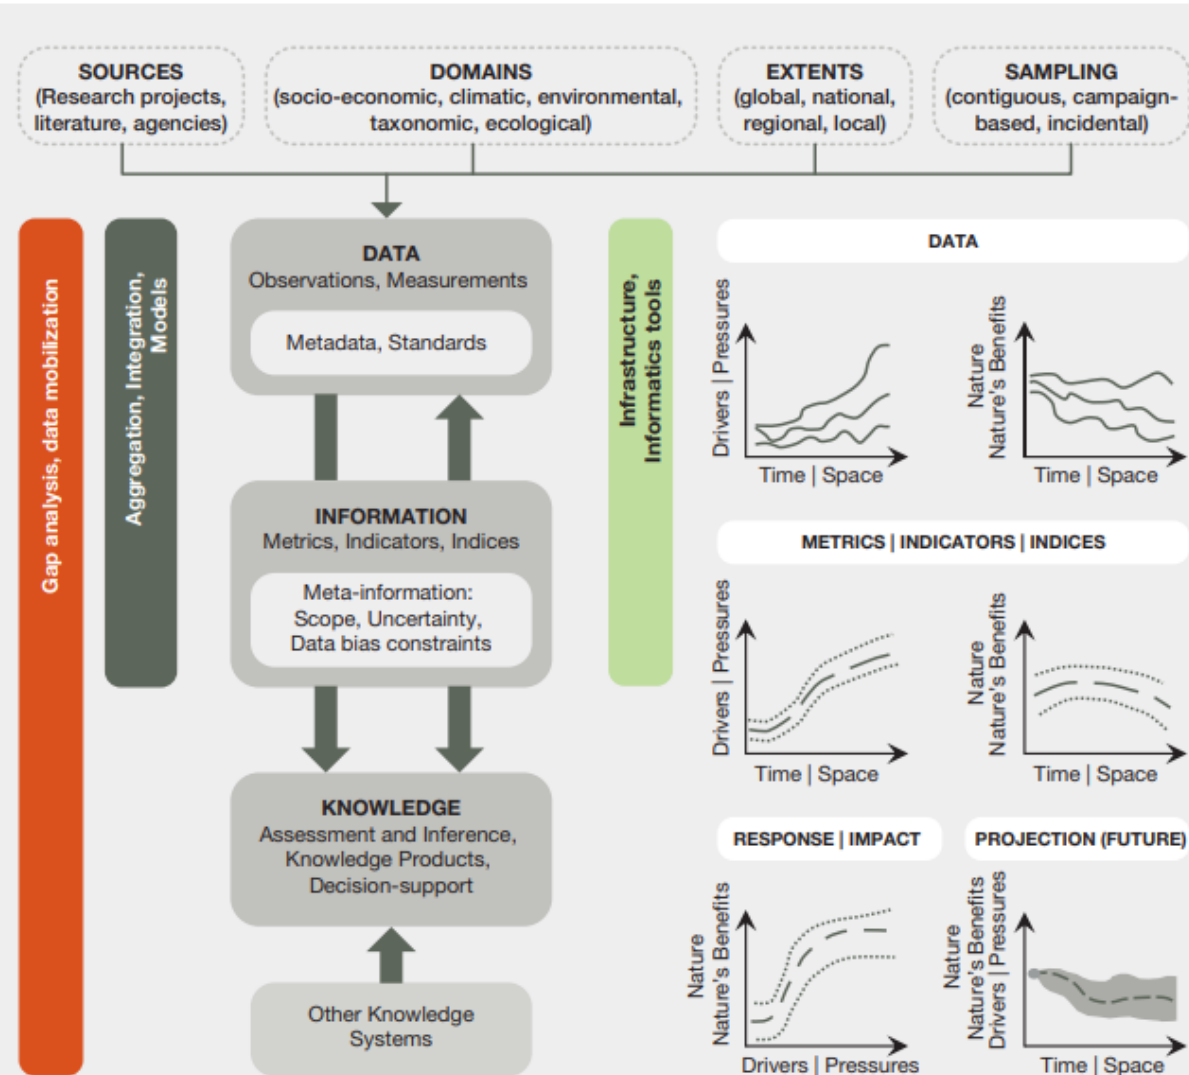 SOURCES
(Research projects,
literature, agencies)
DOMAINS
(socio-economic, climatic, environmental,
taxonomic, ecological)
EXTENTS
(global, national,
regional, local)
SAMPLING
(contiguous, campaign-
based, incidental)
Gap analysis, data mobilization
Aggregation, Integration,
Models
DATA
Observations, Measurements
Metadata, Standards
INFORMATION
Metrics, Indicators, Indices
Meta-information:
Scope, Uncertainty,
Data bias constraints
KNOWLEDGE
Assessment and Inference,
Knowledge Products,
Decision-support
Other Knowledge
Systems
Infrastructure,
Informatics tools
DATA
Drivers | Pressures
Time | Space
Nature
Nature's Benefits
Time | Space
METRICS | INDICATORS | INDICES
Drivers | Pressures
Time | Space
Nature
Nature's Benefits
Time | Space
RESPONSE | IMPACT
Nature
Nature's Benefits
Drivers | Pressures
PROJECTION (FUTURE)
Nature
Nature's Benefits
Drivers | Pressures
Time | Space